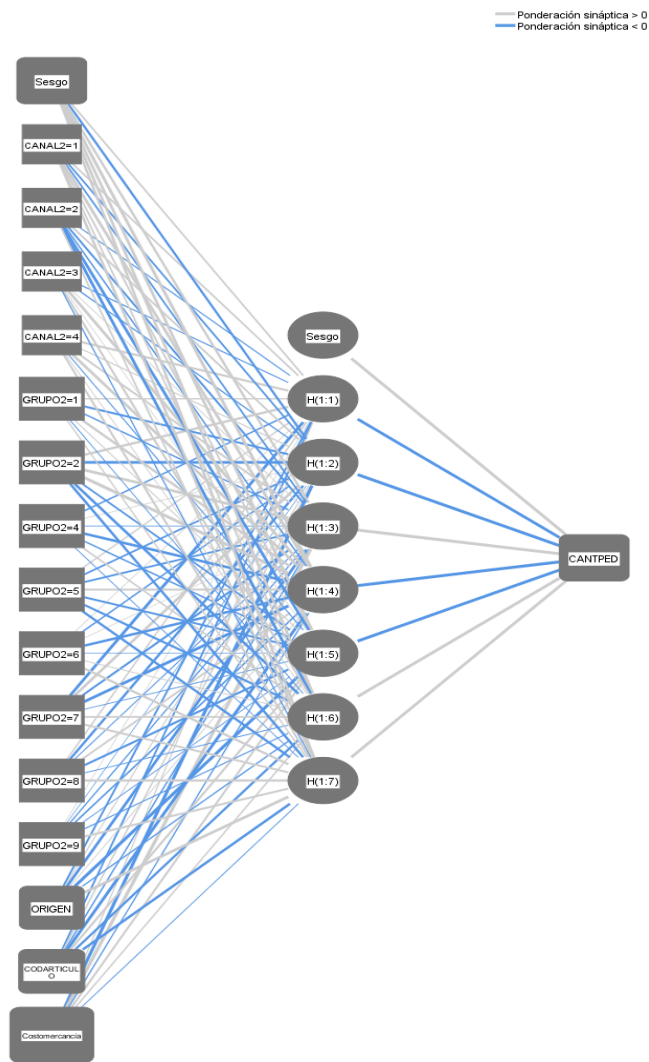 Ponderación sináptica > 0
Ponderación sináptica < 0
Sesgo
CANAL2=1
CANAL2=2
CANAL2=3
CANAL2=4
GRUPO2=1
GRUPO2=2
GRUPO2=4
GRUPO2=5
GRUPO2=6
GRUPO2=7
GRUPO2=8
GRUPO2=9
ORIGEN
CODARTICUL
O
Costomercancia
Sesgo
H(1:1)
H(1:2)
H(1:3)
H(1:4)
H(1:5)
H(1:6)
H(1:7)
CANTPED